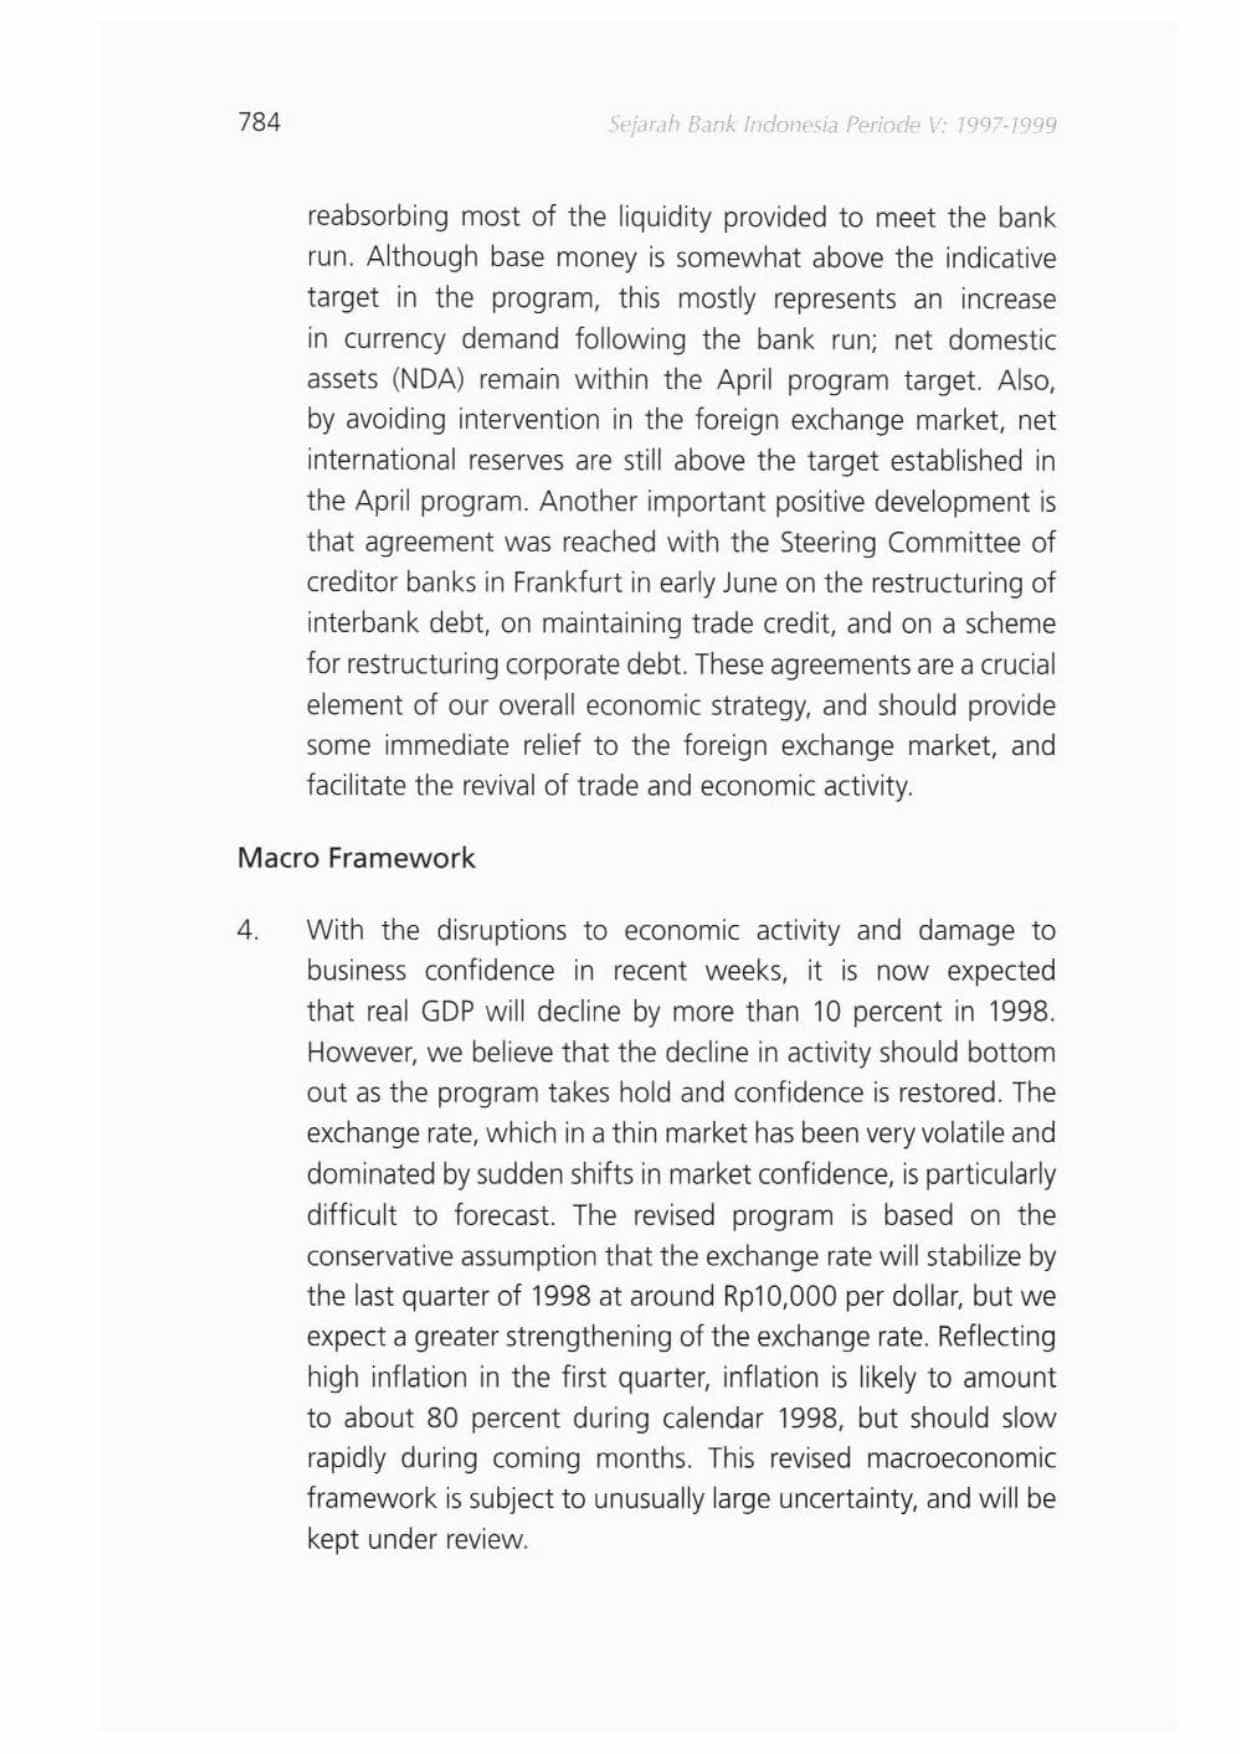 784
Sejarah Bank Indonesia Periode V: 1997-1999
reabsorbing most of the liquidity provided to meet the bank
run. Although base money is somewhat above the indicative
target in the program, this mostly represents an increase
in currency demand following the bank run; net domestic
assets (NDA) remain within the April program target. Also,
by avoiding intervention in the foreign exchange market, net
international reserves are still above the target established in
the April program. Another important positive development is
that agreement was reached with the Steering Committee of
creditor banks in Frankfurt in early June on the restructuring of
interbank debt, on maintaining trade credit, and on a scheme
for restructuring corporate debt. These agreements are a crucial
element of our overall economic strategy, and should provide
some immediate relief to the foreign exchange market, and
facilitate the revival of trade and economic activity.
Macro Framework
4. With the disruptions to economic activity and damage to
business confidence in recent weeks, it is now expected
that real GDP will decline by more than 10 percent in 1998.
However, we believe that the decline in activity should bottom
out as the program takes hold and confidence is restored. The
exchange rate, which in a thin market has been very volatile and
dominated by sudden shifts in market confidence, is particularly
difficult to forecast. The revised program is based on the
conservative assumption that the exchange rate will stabilize by
the last quarter of 1998 at around Rp10,000 per dollar, but we
expect a greater strengthening of the exchange rate. Reflecting
high inflation in the first quarter, inflation is likely to amount
to about 80 percent during calendar 1998, but should slow
rapidly during coming months. This revised macroeconomic
framework is subject to unusually large uncertainty, and will be
kept under review.